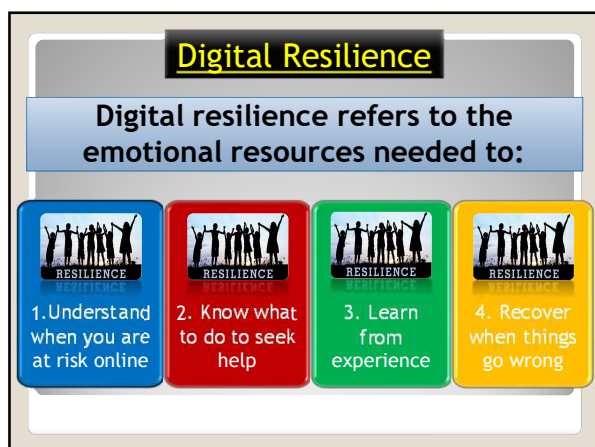 Digital Resilience
Digital resilience refers to the
emotional resources needed to:
RESILIENCE
1.Understand
when you are
at risk online
RESILIENCE
2. Know what
to do to seek
help
RESILIENCE
3. Learn
from
experience
RESILIENCE
4. Recover
when things
go wrong